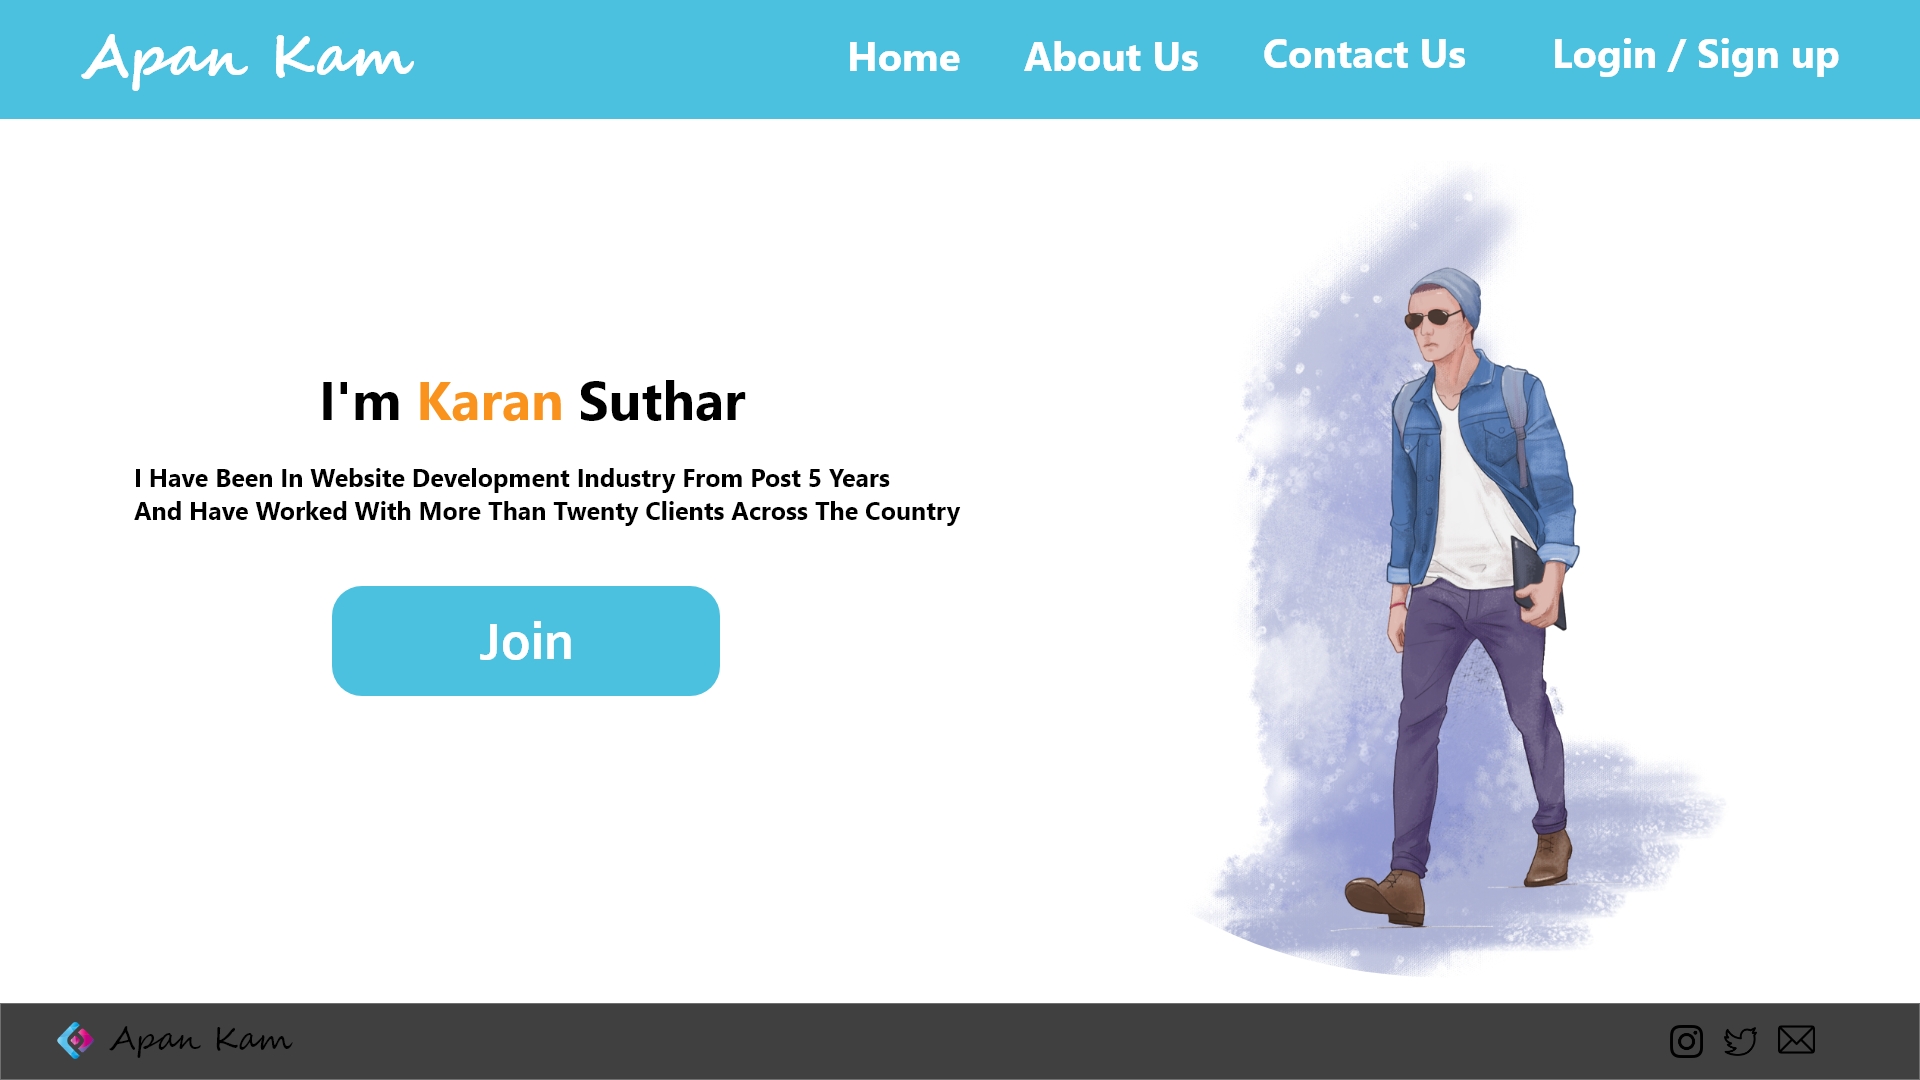 Apan Kam
Home
About Us
Contact Us
Login / Sign up
I'm Karan Suthar
I Have Been In Website Development Industry From Post 5 Years
And Have Worked With More Than Twenty Clients Across The Country
Join
Apan Kam